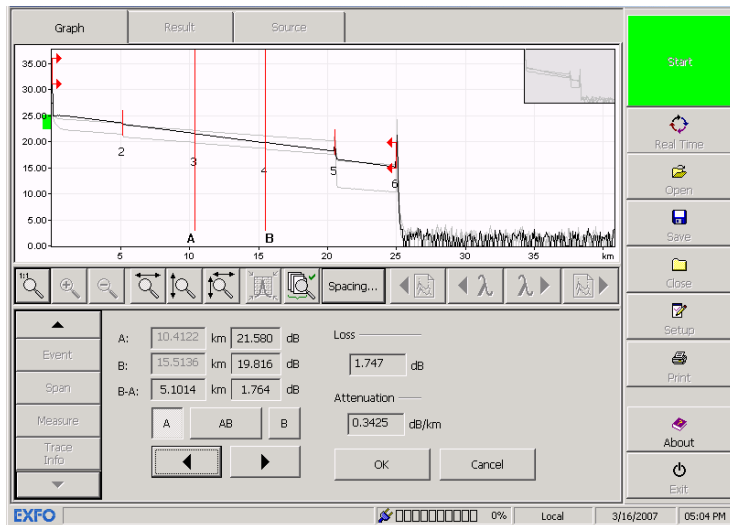 Graph Result Source
35.00
30.00
25.00
20.00
15.00
10.00
5.00
0.00
2 3 4 5 6
A B
5 10 15 20 25 30 35 km
1:1 Spacing... λ λ
Event
Span
Measure
Trace Info
A: 10.4122 km 21.580 dB
B: 15.5136 km 19.816 dB
B-A: 5.1014 km 1.764 dB
A AB B
Loss
1.747 dB
Attenuation
0.3425 dB/km
OK Cancel
Start
Real Time
Open
Save
Close
Setup
Print
About
Exit
EXFO 0% Local 3/16/2007 05:04 PM